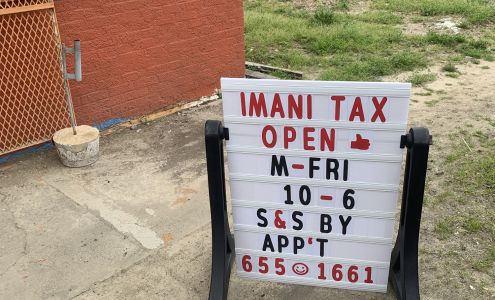 IMANI TAX
OPEN 👍
M-FRI
10-6
S&S BY
APP'T
655☺1661